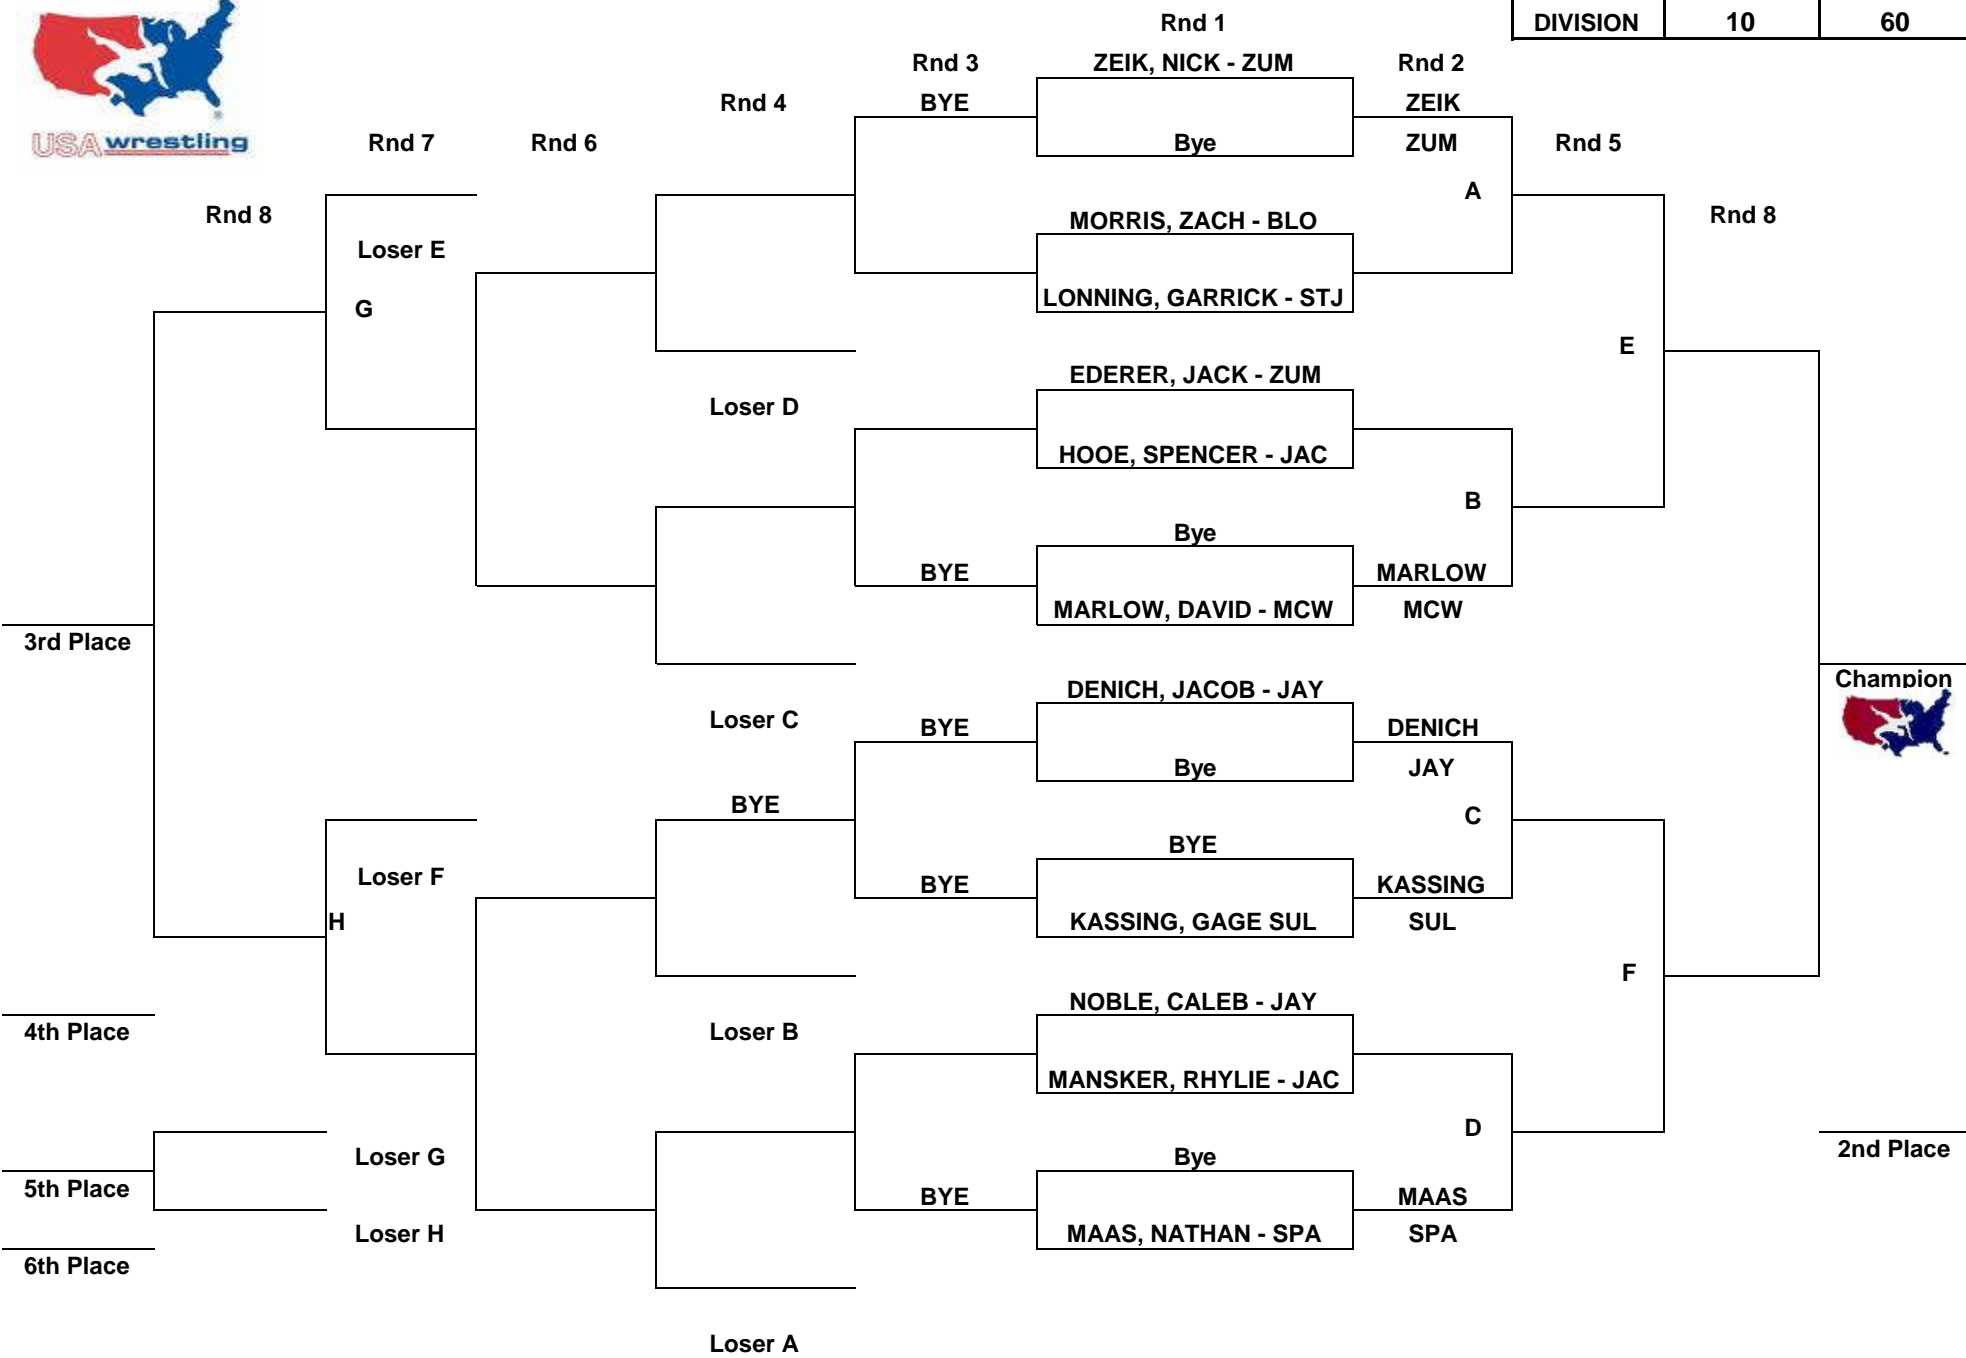 Rnd 1
DIVISION 10 60
Rnd 3 ZEIK, NICK - ZUM Rnd 2
Rnd 4 BYE ZEIK
USA wrestling Rnd 7 Rnd 6 Bye ZUM Rnd 5
A
Rnd 8 MORRIS, ZACH - BLO Rnd 8
Loser E
G LONNING, GARRICK - STJ
E
EDERER, JACK - ZUM
Loser D
HOOE, SPENCER - JAC
B
Bye
BYE MARLOW
MARLOW, DAVID - MCW MCW
3rd Place
DENICH, JACOB - JAY Champion
Loser C BYE DENICH
Bye JAY
BYE C
BYE
Loser F BYE KASSING
H KASSING, GAGE SUL SUL
F
NOBLE, CALEB - JAY
4th Place Loser B
MANSKER, RHYLIE - JAC
D
Loser G Bye 2nd Place
5th Place BYE MAAS
Loser H MAAS, NATHAN - SPA SPA
6th Place
Loser A